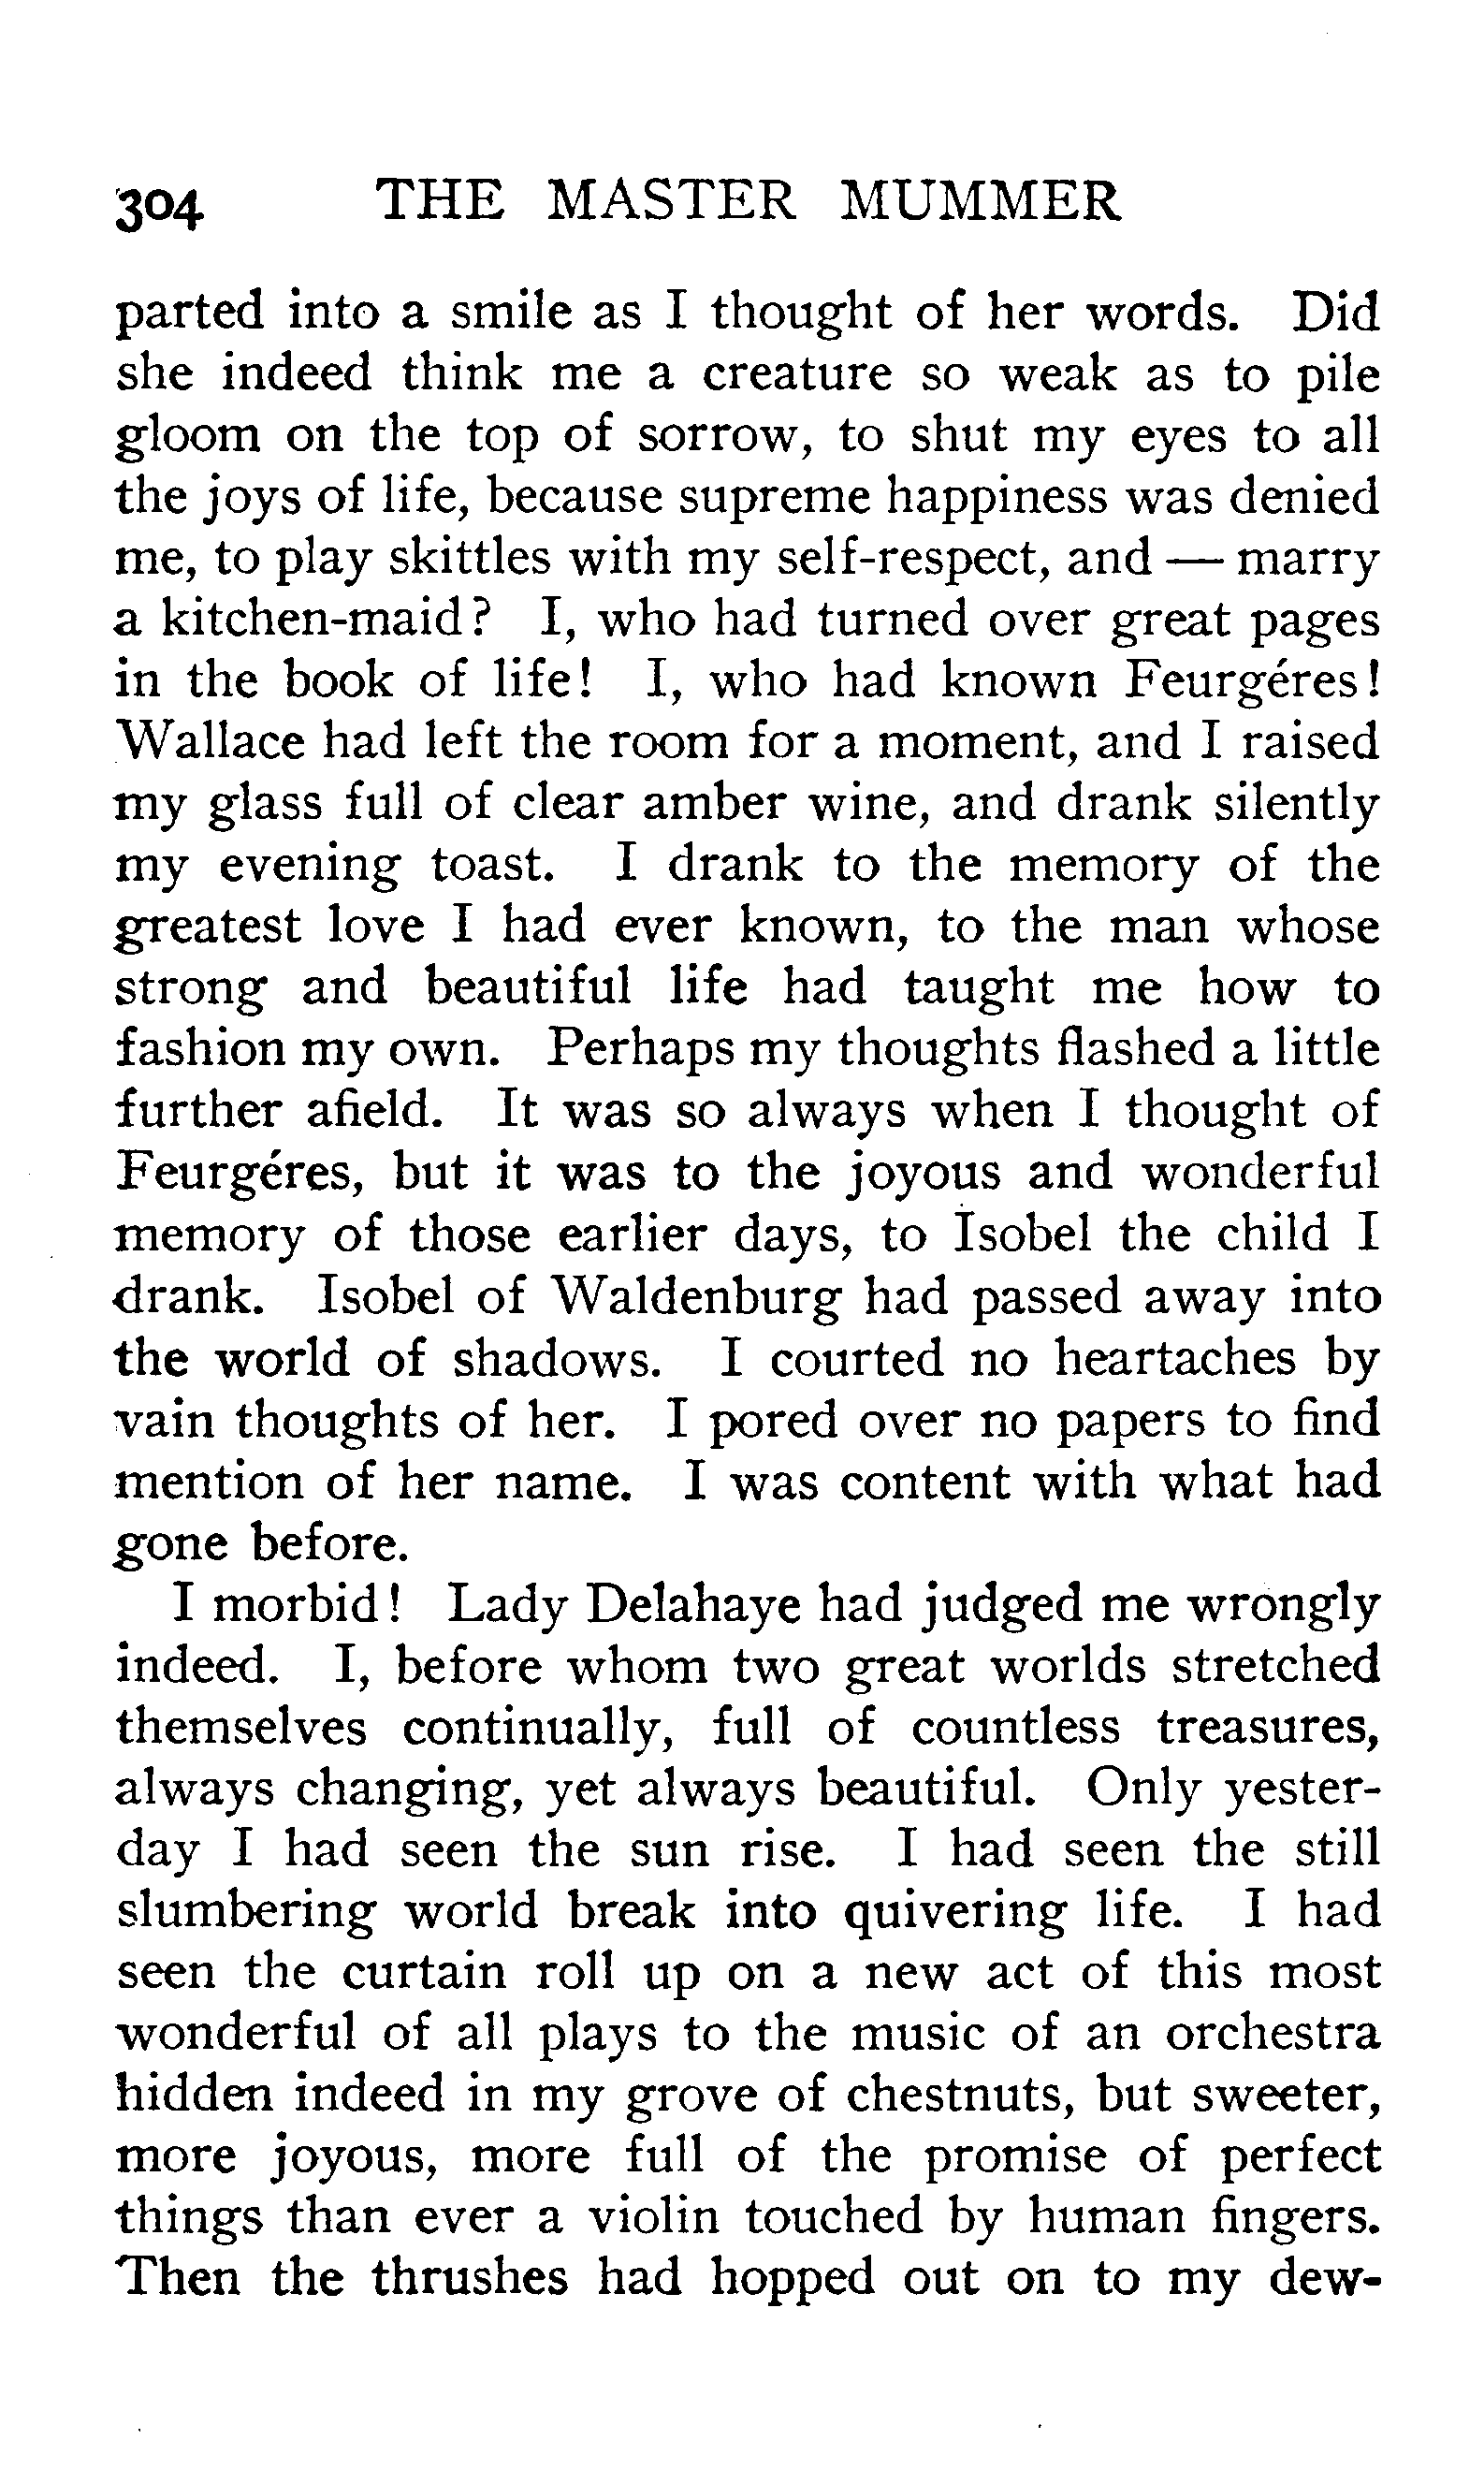 304 THE MASTER MUMMER
parted into a smile as I thought of her words. Did
she indeed think me a creature so weak as to pile
gloom on the top of sorrow, to shut my eyes to all
the joys of life, because supreme happiness was denied
me, to play skittles with my self-respect, and — marry
a kitchen-maid? I, who had turned over great pages
in the book of life! I, who had known Feurgéres!
Wallace had left the room for a moment, and I raised
my glass full of clear amber wine, and drank silently
my evening toast. I drank to the memory of the
greatest love I had ever known, to the man whose
strong and beautiful life had taught me how to
fashion my own. Perhaps my thoughts flashed a little
further afield. It was so always when I thought of
Feurgéres, but it was to the joyous and wonderful
memory of those earlier days, to Isobel the child I
drank. Isobel of Waldenburg had passed away into
the world of shadows. I courted no heartaches by
vain thoughts of her. I pored over no papers to find
mention of her name. I was content with what had
gone before.
I morbid! Lady Delahaye had judged me wrongly
indeed. I, before whom two great worlds stretched
themselves continually, full of countless treasures,
always changing, yet always beautiful. Only yester-
day I had seen the sun rise. I had seen the still
slumbering world break into quivering life. I had
seen the curtain roll up on a new act of this most
wonderful of all plays to the music of an orchestra
hidden indeed in my grove of chestnuts, but sweeter,
more joyous, more full of the promise of perfect
things than ever a violin touched by human fingers.
Then the thrushes had hopped out on to my dew-